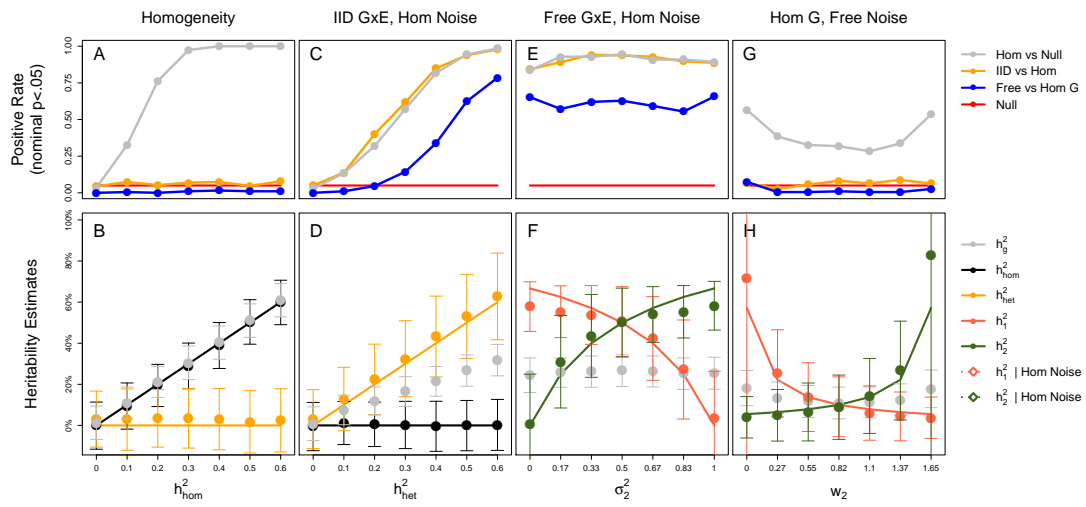 Homogeneity
IID GxE, Hom Noise
Free GxE, Hom Noise
Hom G, Free Noise
Positive Rate
(nominal p<.05)
1.00
0.75
0.50
0.25
0.00
A
C
E
G
Hom vs Null
IID vs Hom
Free vs Hom G
Null
Heritability Estimates
100%
80%
60%
40%
20%
0%
B
D
F
H
h²g
h²hom
h²het
h²1
h²2
h²1 | Hom Noise
h²2 | Hom Noise
0 0.1 0.2 0.3 0.4 0.5 0.6
0 0.1 0.2 0.3 0.4 0.5 0.6
0 0.17 0.33 0.5 0.67 0.83 1
0 0.27 0.55 0.82 1.1 1.37 1.65
h²hom
h²het
σ²2
w2